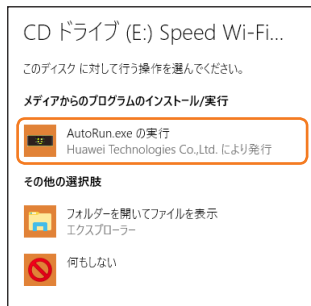 CD ドライブ (E:) Speed Wi-Fi...
このディスク に対して行う操作を選んでください。
メディアからのプログラムのインストール/実行
AutoRun.exe の実行
Huawei Technologies Co.,Ltd. により発行
その他の選択肢
フォルダーを開いてファイルを表示
エクスプローラー
何もしない